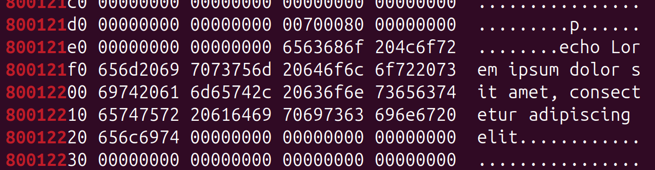 800121c0 00000000 00000000 00000000 00000000 ................
800121d0 00000000 00000000 00700080 00000000 .........p......
800121e0 00000000 00000000 6563686f 204c6f72 ........echo Lor
800121f0 656d2069 7073756d 20646f6c 6f722073 em ipsum dolor s
80012200 69742061 6d65742c 20636f6e 73656374 it amet, consect
80012210 65747572 20616469 70697363 696e6720 etur adipiscing
80012220 656c6974 00000000 00000000 00000000 elit............
80012230 00000000 00000000 00000000 00000000 ................